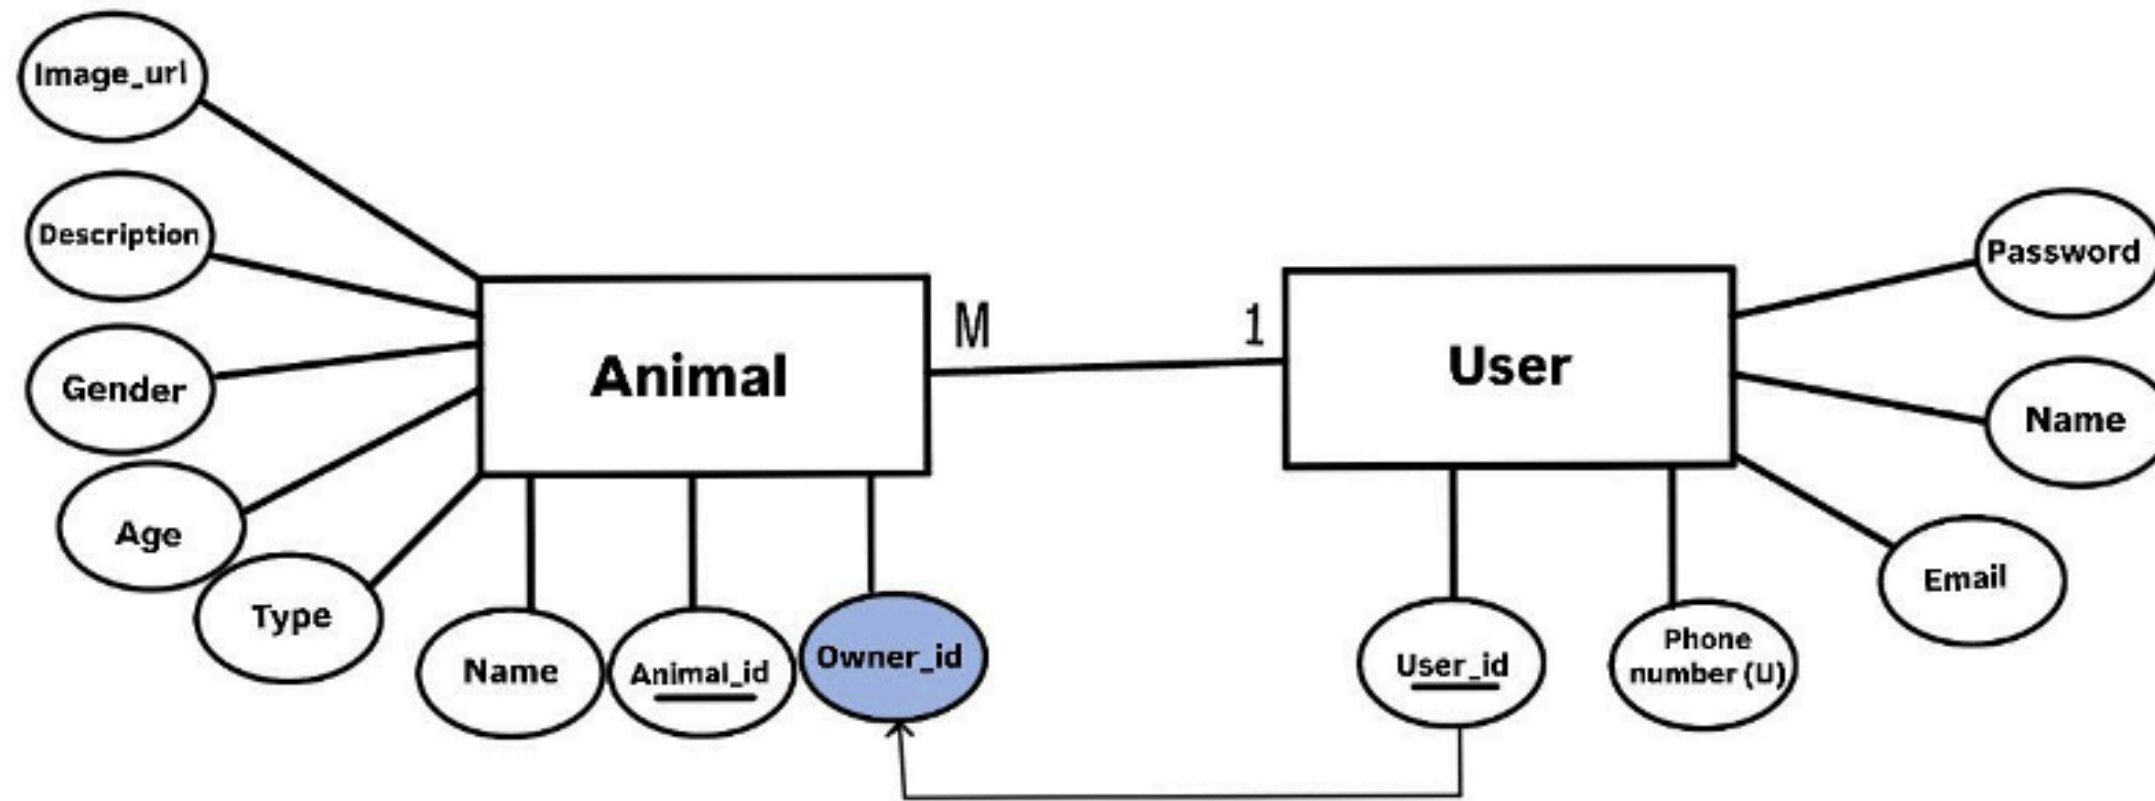 Image_url
Description
Gender
Age
Type
Name
Animal_id
Owner_id
Animal
M
1
User
Password
Name
Email
Phone
number (U)
User_id